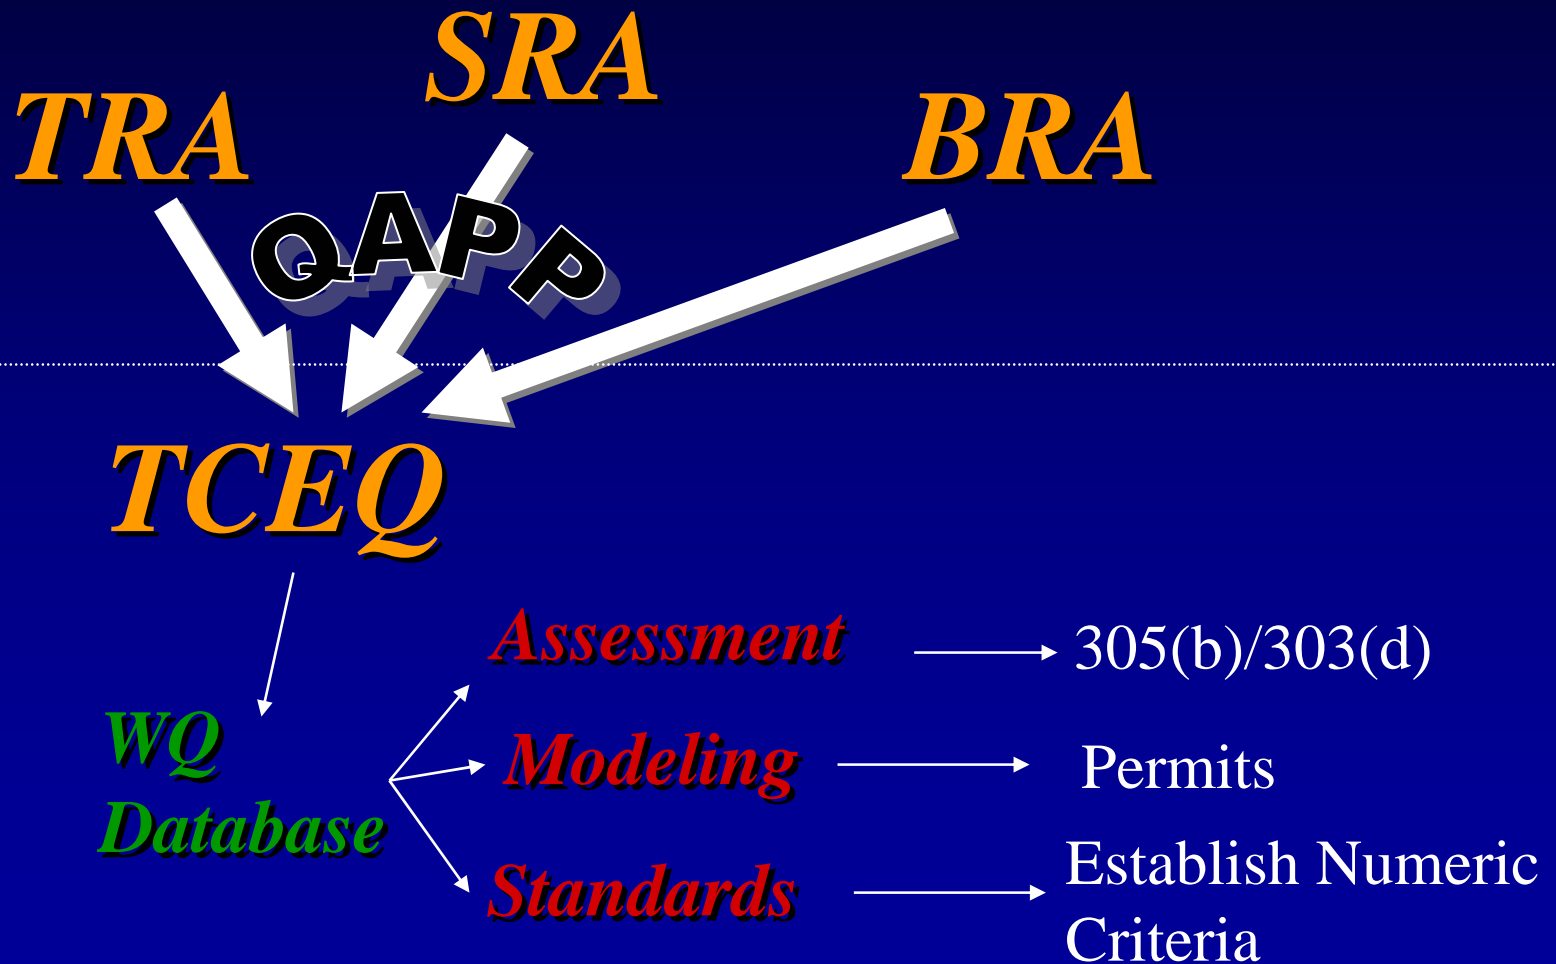 SRA
TRA
BRA
QAPP
TCEQ
Assessment
305(b)/303(d)
WQ
Database
Modeling
Permits
Standards
Establish Numeric
Criteria